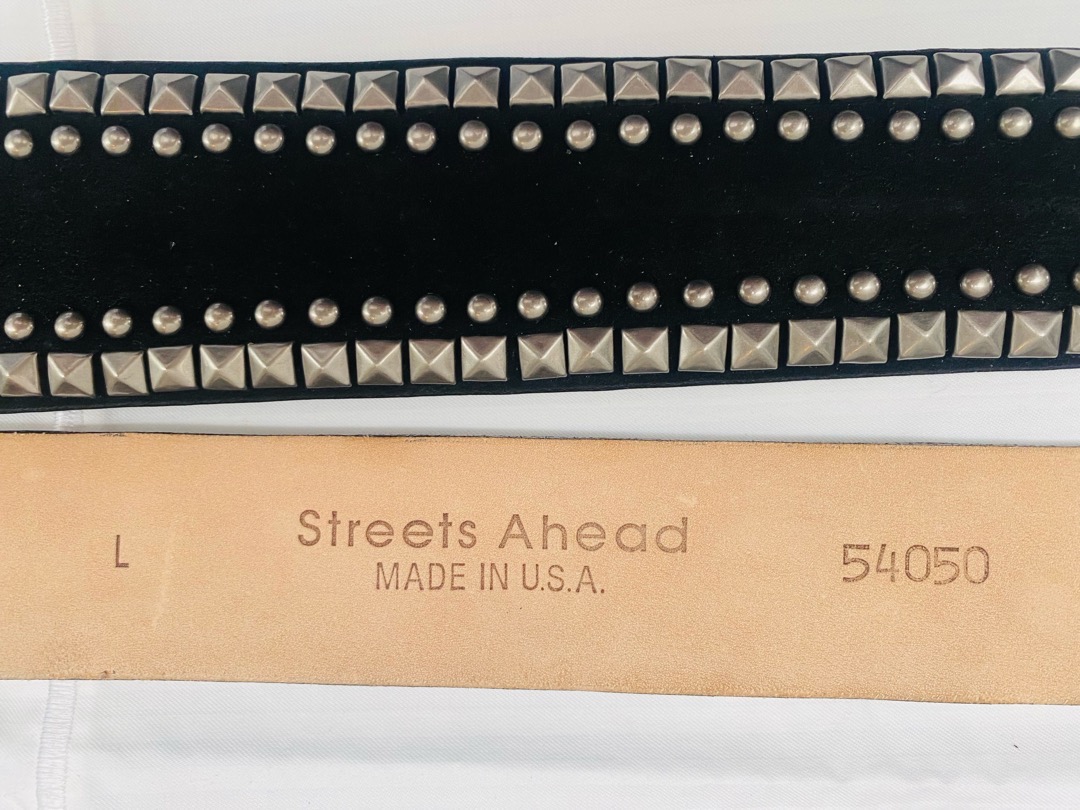 L
Streets Ahead
MADE IN U.S.A.
54050